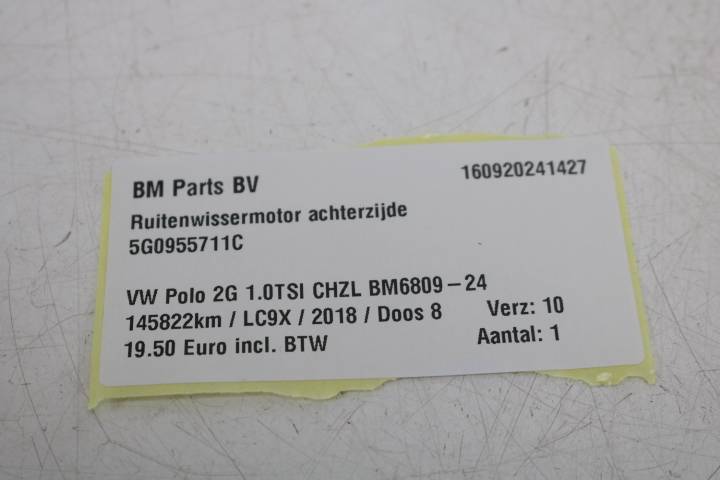 BM Parts BV 160920241427
Ruitenwissermotor achterzijde
5G0955711C
VW Polo 2G 1.0TSI CHZL BM6809-24
145822km / LC9X / 2018 / Doos 8 Verz: 10
19.50 Euro incl. BTW Aantal: 1